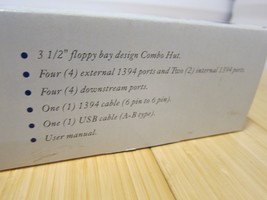 3 1/2" floppy bay design Combo Hub.
Four (4) external 1394 ports and Two (2) internal 1394 ports.
Four (4) downstream ports.
One (1) 1394 cable (6 pin to 6 pin).
One (1) USB cable (A-B type).
User manual.